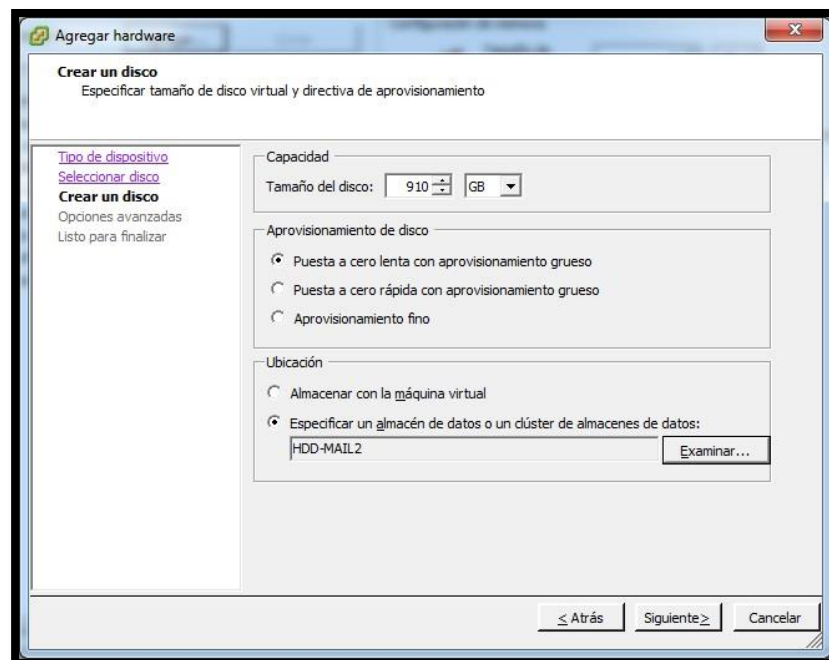 Agregar hardware
Crear un disco
Especificar tamaño de disco virtual y directiva de aprovisionamiento
Tipo de dispositivo
Seleccionar disco
Crear un disco
Opciones avanzadas
Listo para finalizar
Capacidad
Tamaño del disco: 910 GB
Aprovisionamiento de disco
Puesta a cero lenta con aprovisionamiento grueso
Puesta a cero rápida con aprovisionamiento grueso
Aprovisionamiento fino
Ubicación
Almacenar con la máquina virtual
Especificar un almacén de datos o un clúster de almacenes de datos:
HDD-MAIL2 Examinar...
< Atrás Siguiente> Cancelar